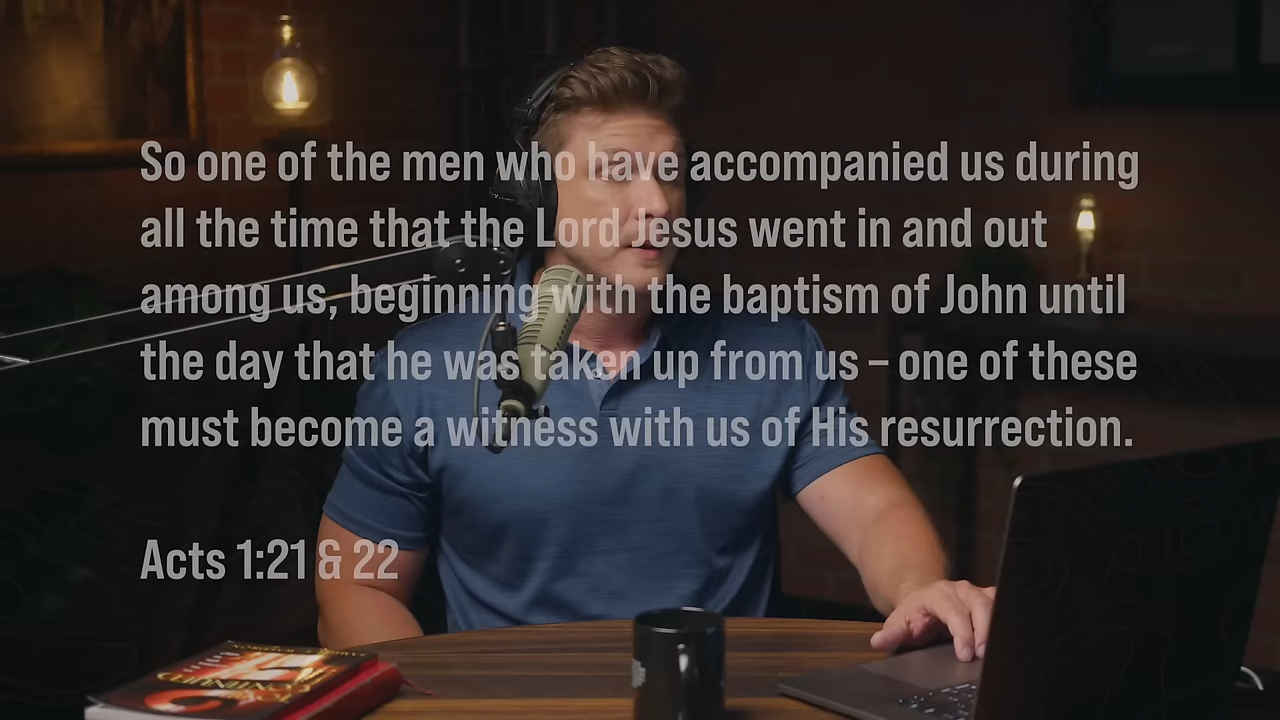 So one of the men who have accompanied us during
all the time that the Lord Jesus went in and out
among us, beginning with the baptism of John until
the day that he was taken up from us – one of these
must become a witness with us of His resurrection.
Acts 1:21 & 22